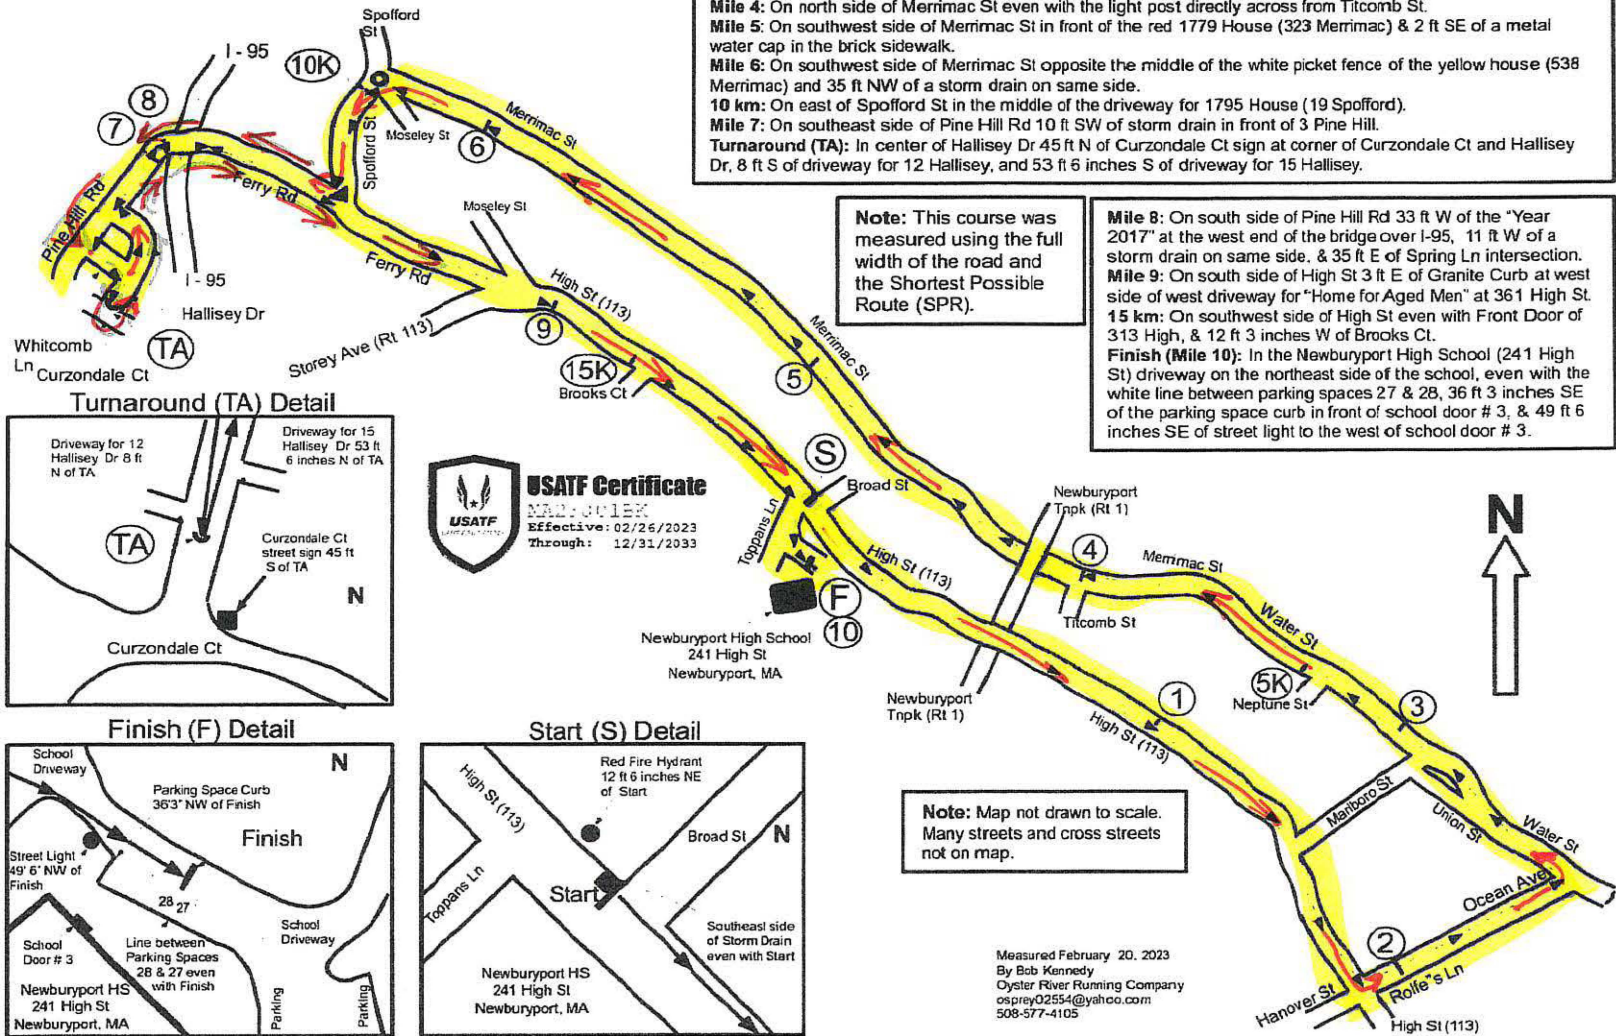 Mile 4: On north side of Merrimac St even with the light post directly across from Titcomb St.
Mile 5: On southwest side of Merrimac St in front of the red 1779 House (323 Merrimac) & 2 ft SE of a metal
water cap in the brick sidewalk.
Mile 6: On southwest side of Merrimac St opposite the middle of the white picket fence of the yellow house (538
Merrimac) and 35 ft NW of a storm drain on same side.
10 km: On east of Spofford St in the middle of the driveway for 1795 House (19 Spofford).
Mile 7: On southeast side of Pine Hill Rd 10 ft SW of storm drain in front of 3 Pine Hill.
Turnaround (TA): In center of Hallisey Dr 45 ft N of Curzondale Ct sign at corner of Curzondale Ct and Hallisey
Dr, 8 ft S of driveway for 12 Hallisey, and 53 ft 6 inches S of driveway for 15 Hallisey.
Note: This course was
measured using the full
width of the road and
the Shortest Possible
Route (SPR).
Mile 8: On south side of Pine Hill Rd 33 ft W of the "Year
2017" at the west end of the bridge over I-95, 11 ft W of a
storm drain on same side. & 35 ft E of Spring Ln intersection.
Mile 9: On south side of High St 3 ft E of Granite Curb at west
side of west driveway for "Home for Aged Men" at 361 High St.
15 km: On southwest side of High St even with Front Door of
313 High, & 12 ft 3 inches W of Brooks Ct.
Finish (Mile 10): In the Newburyport High School (241 High
St) driveway on the northeast side of the school, even with the
white line between parking spaces 27 & 28, 36 ft 3 inches SE
of the parking space curb in front of school door # 3, & 49 ft 6
inches SE of street light to the west of school door # 3.
Spofford
St
I - 95
10K
8
7
Moseley St
6
Merrimac St
Spofford St
Ferry Rd
Pine Hill Rd
I - 95
Hallisey Dr
Whitcomb
Ln
Curzondale Ct
TA
Moseley St
Ferry Rd
High St (113)
Storey Ave (Rt 113)
9
15K
Brooks Ct
5
Merrimac St
S
Broad St
Toppans Ln
High St (113)
F
10
Newburyport High School
241 High St
Newburyport, MA
Newburyport
Tnpk (Rt 1)
4
Merrimac St
Titcomb St
Water St
5K
Neptune St
3
Newburyport
Tnpk (Rt 1)
1
High St (113)
Marlboro St
Union St
Water St
Ocean Ave
2
Rolfe"s Ln
Hanover St
High St (113)
N
USATF
USATF Certificate
Effective: 02/26/2023
Through: 12/31/2033
Turnaround (TA) Detail
Driveway for 12
Hallisey Dr 8 ft
N of TA
Driveway for 15
Hallisey Dr 53 ft
6 inches N of TA
TA
Curzondale Ct
street sign 45 ft
S of TA
N
Curzondale Ct
Finish (F) Detail
School
Driveway
N
Parking Space Curb
36'3" NW of Finish
Finish
Street Light
49' 6" NW of
Finish
28 27
School
Door # 3
Line between
Parking Spaces
28 & 27 even
with Finish
School
Driveway
Newburyport HS
241 High St
Newburyport, MA
Parking
Parking
Start (S) Detail
High St (113)
Red Fire Hydrant
12 ft 6 inches NE
of Start
Broad St
N
Toppans Ln
Start
Southeast side
of Storm Drain
even with Start
Newburyport HS
241 High St
Newburyport, MA
Note: Map not drawn to scale.
Many streets and cross streets
not on map.
Measured February 20, 2023
By Bob Kennedy
Oyster River Running Company
osprey02554@yahoo.com
508-577-4105